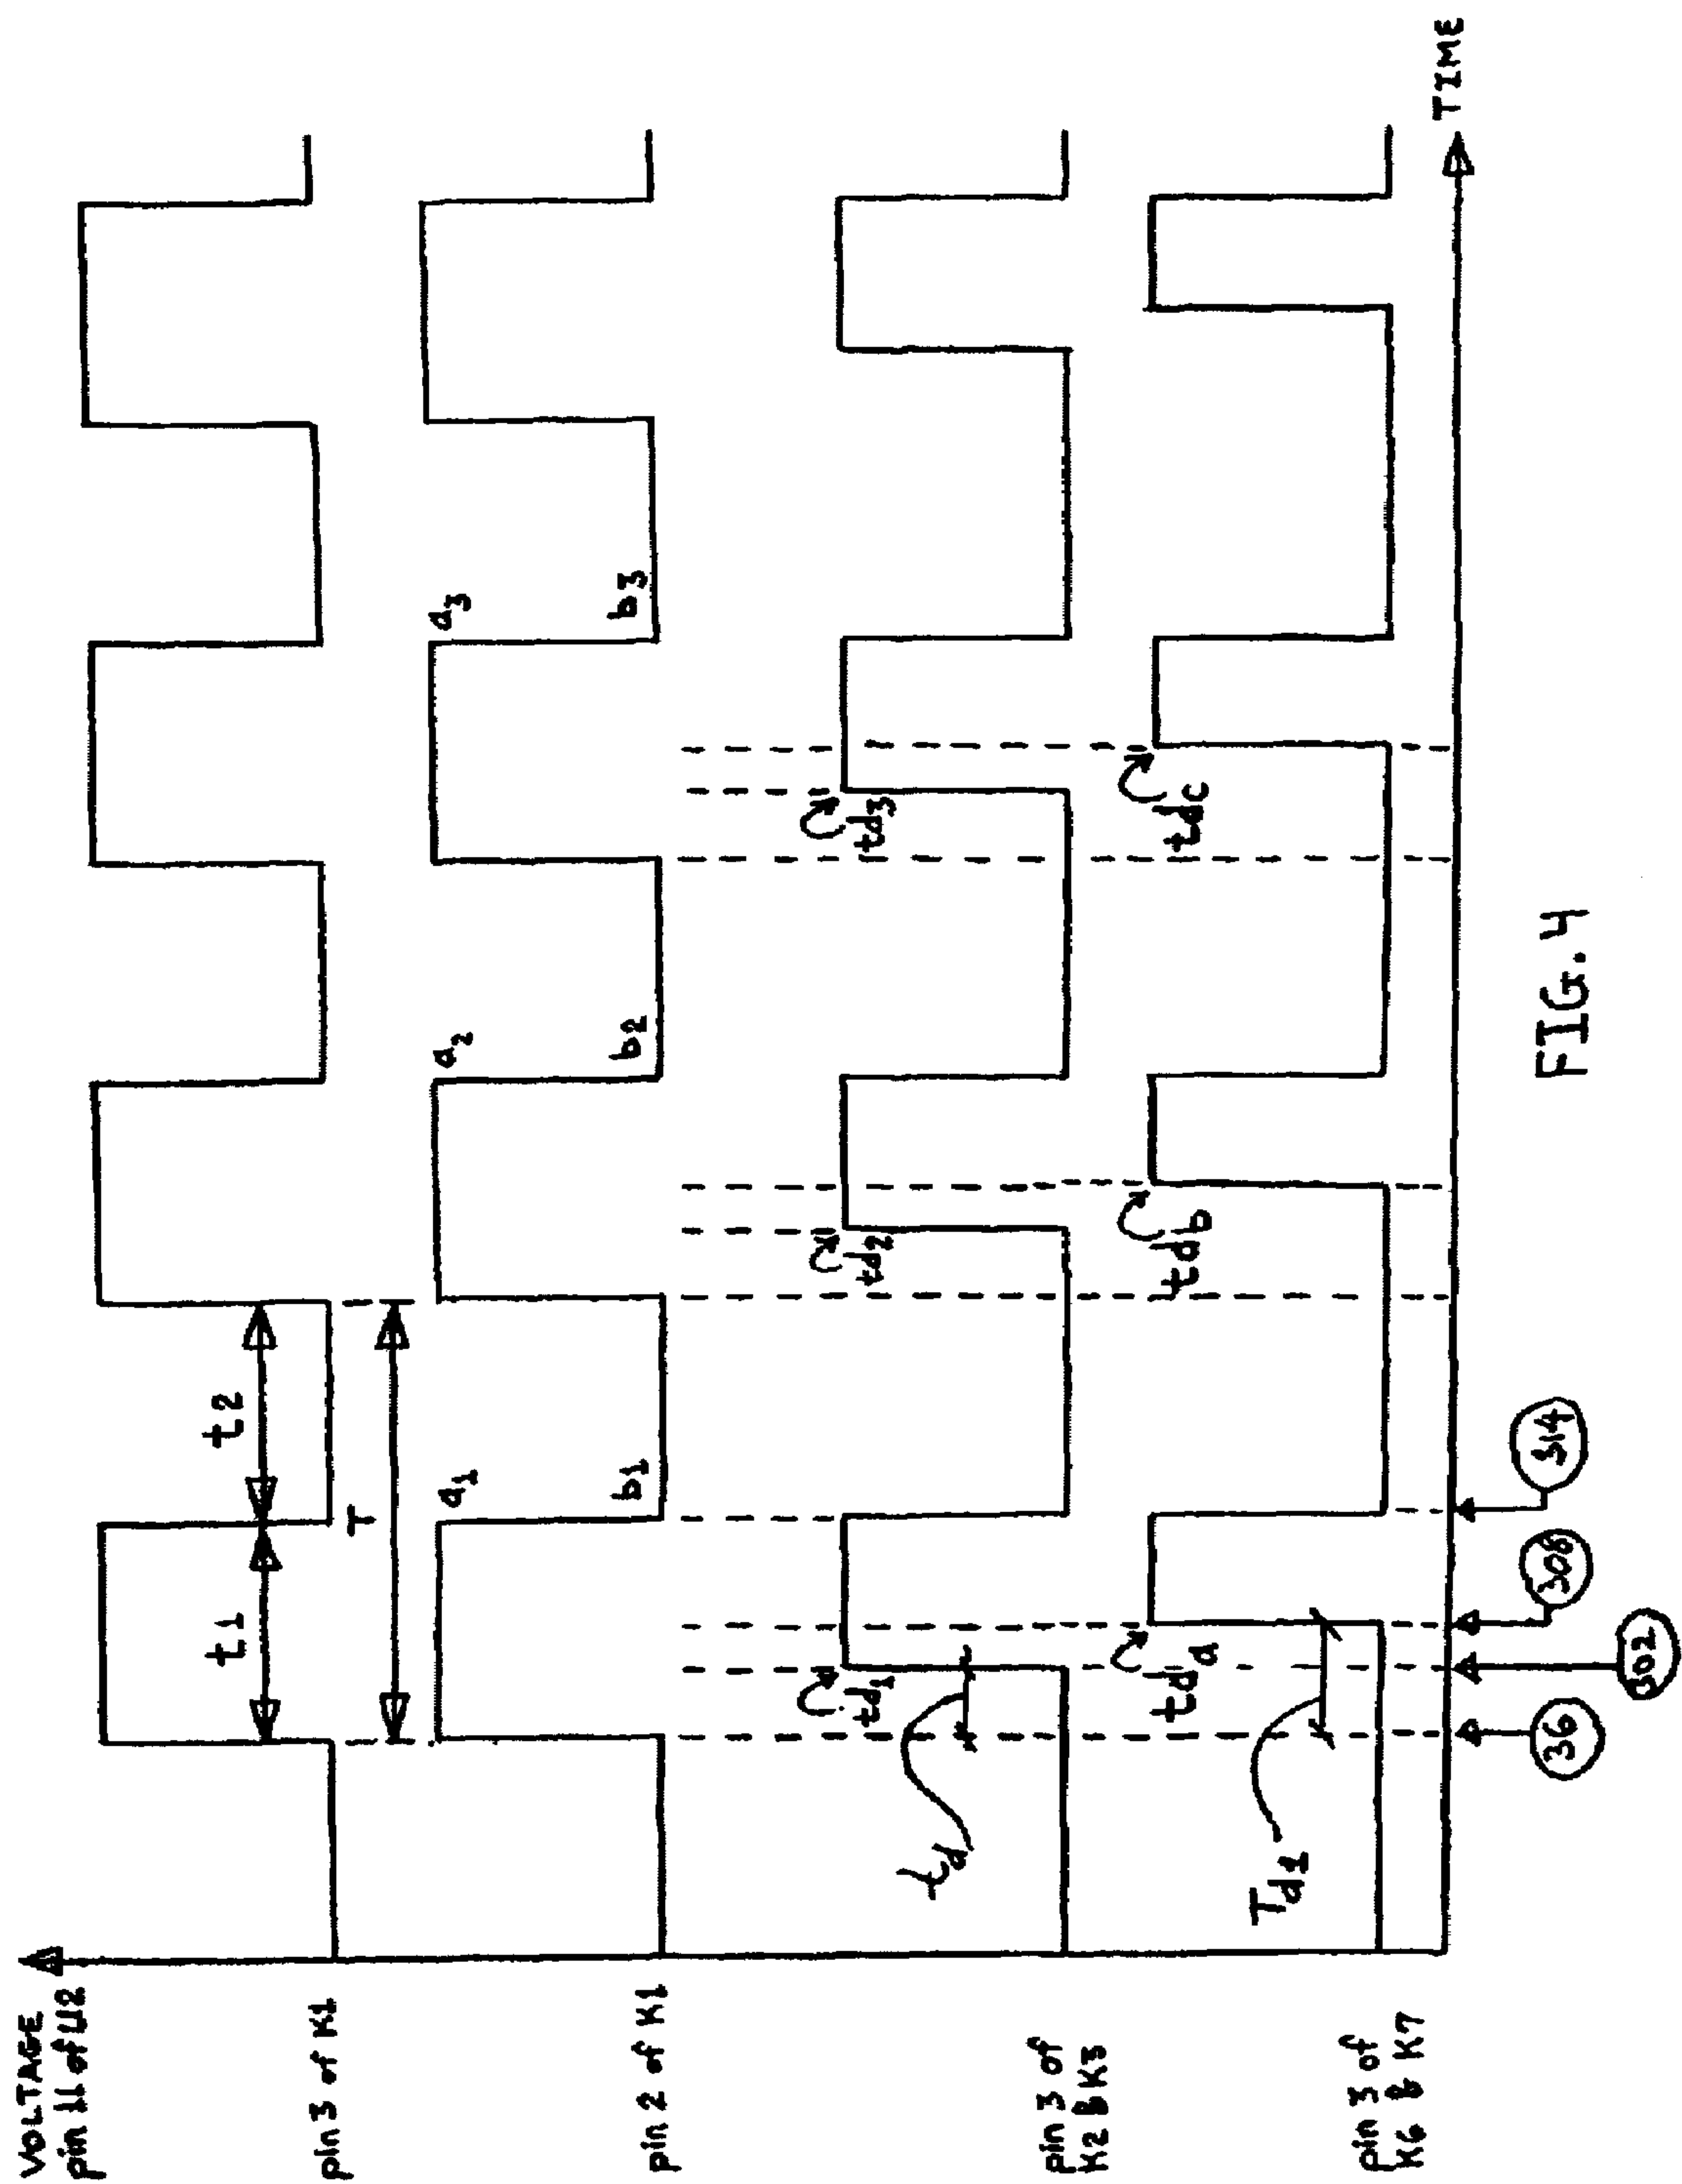 VOLTAGE
pin 11 of U2
pin 3 of K1
pin 2 of K1
pin 3 of
K2 & K3
pin 3 of
K6 & K7
t1
t2
T
a1
b1
a2
b2
a3
b3
td1
td2
td3
td
tda
tdb
tdc
Td1
36
302
308
314
TIME
FIG. 4